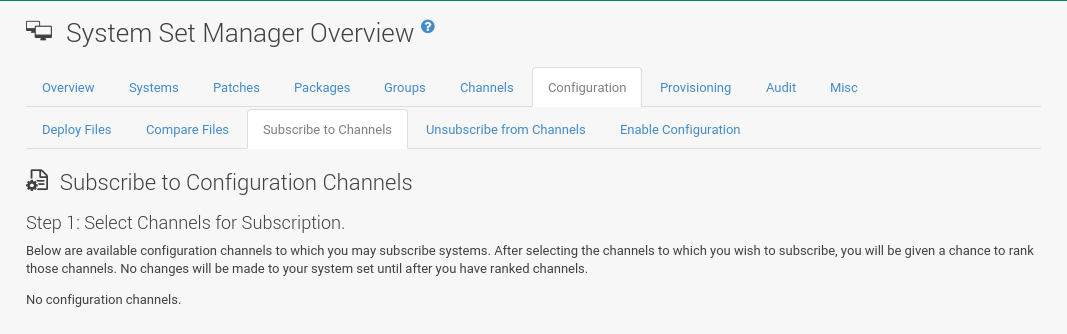 System Set Manager Overview ?
Overview Systems Patches Packages Groups Channels Configuration Provisioning Audit Misc
Deploy Files Compare Files Subscribe to Channels Unsubscribe from Channels Enable Configuration
Subscribe to Configuration Channels
Step 1: Select Channels for Subscription.
Below are available configuration channels to which you may subscribe systems. After selecting the channels to which you wish to subscribe, you will be given a chance to rank
those channels. No changes will be made to your system set until after you have ranked channels.
No configuration channels.